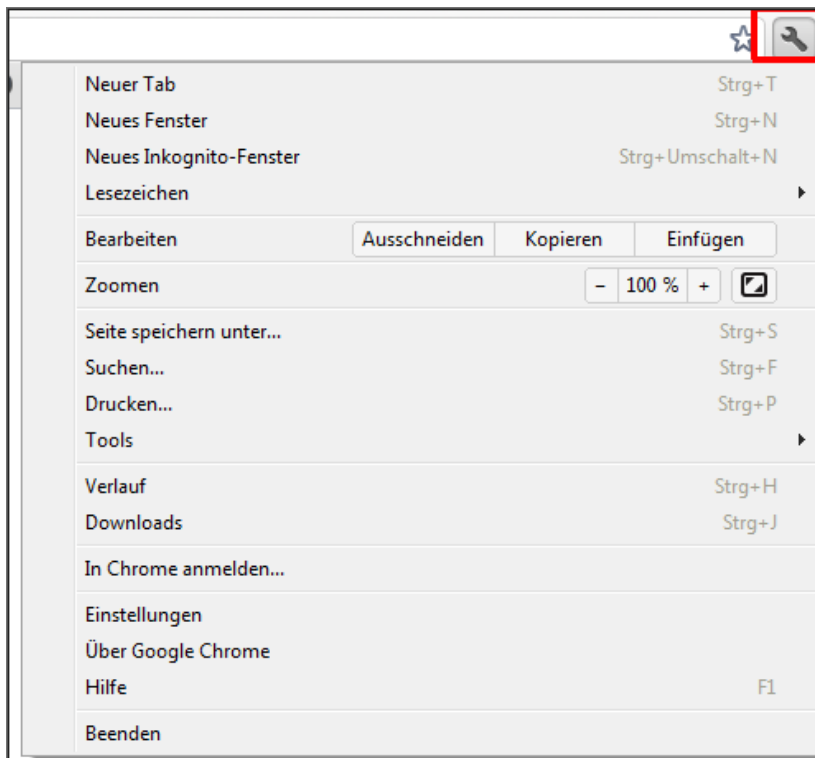 Neuer Tab Strg+T
Neues Fenster Strg+N
Neues Inkognito-Fenster Strg+Umschalt+N
Lesezeichen
Bearbeiten Ausschneiden Kopieren Einfügen
Zoomen - 100 % +
Seite speichern unter... Strg+S
Suchen... Strg+F
Drucken... Strg+P
Tools
Verlauf Strg+H
Downloads Strg+J
In Chrome anmelden...
Einstellungen
Über Google Chrome
Hilfe F1
Beenden